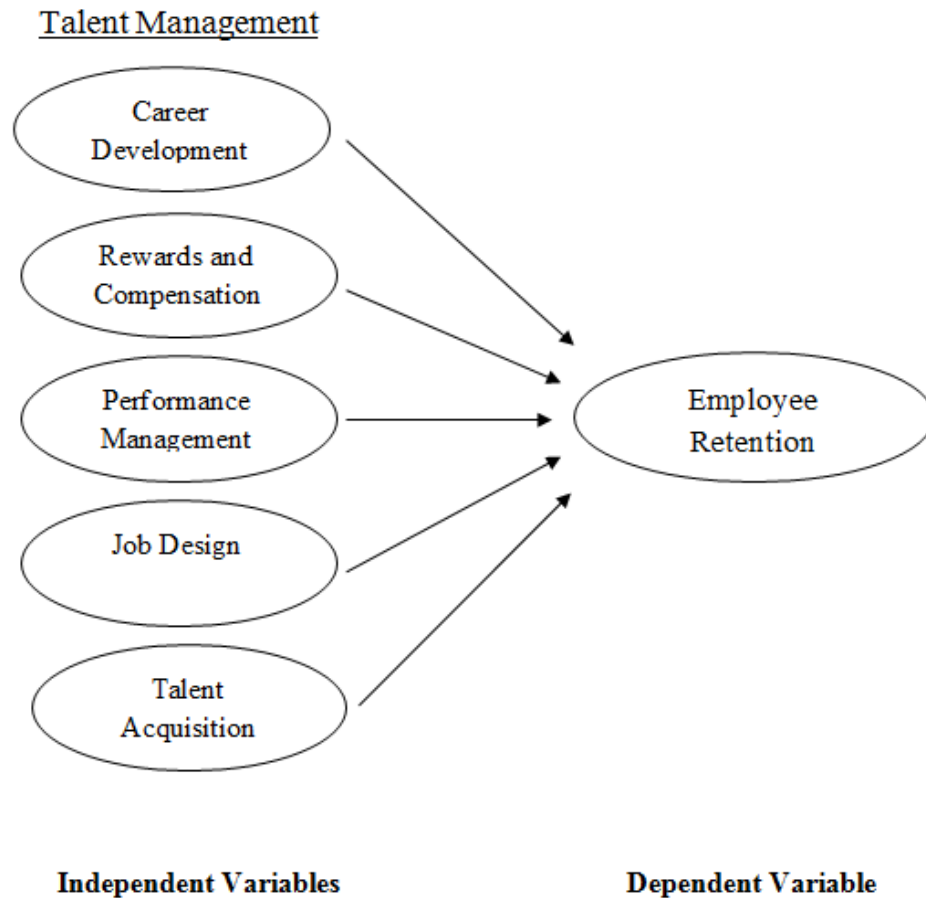 Talent Management
Career
Development
Rewards and
Compensation
Performance
Management
Job Design
Talent
Acquisition
Employee
Retention
Independent Variables
Dependent Variable